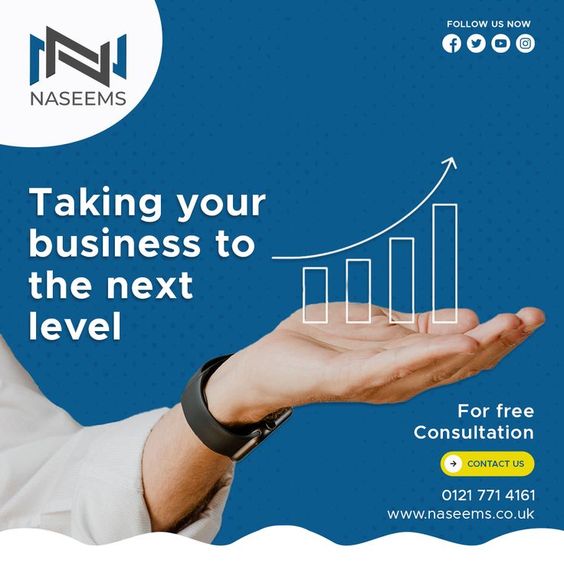 NASEEMS
FOLLOW US NOW
Taking your
business to
the next
level
For free
Consultation
CONTACT US
0121 771 4161
www.naseems.co.uk